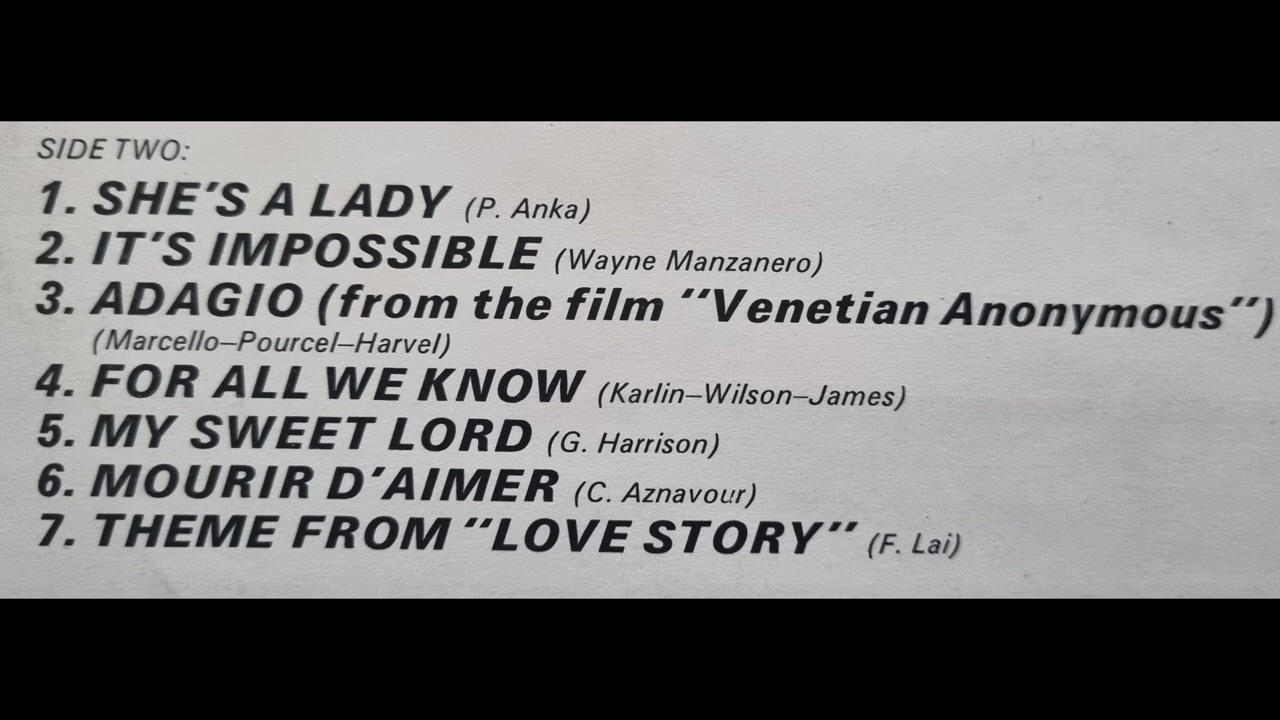 SIDE TWO:
1. SHE'S A LADY (P. Anka)
2. IT'S IMPOSSIBLE (Wayne Manzanero)
3. ADAGIO (from the film "Venetian Anonymous")
(Marcello–Pourcel–Harvel)
4. FOR ALL WE KNOW (Karlin–Wilson–James)
5. MY SWEET LORD (G. Harrison)
6. MOURIR D'AIMER (C. Aznavour)
7. THEME FROM "LOVE STORY" (F. Lai)